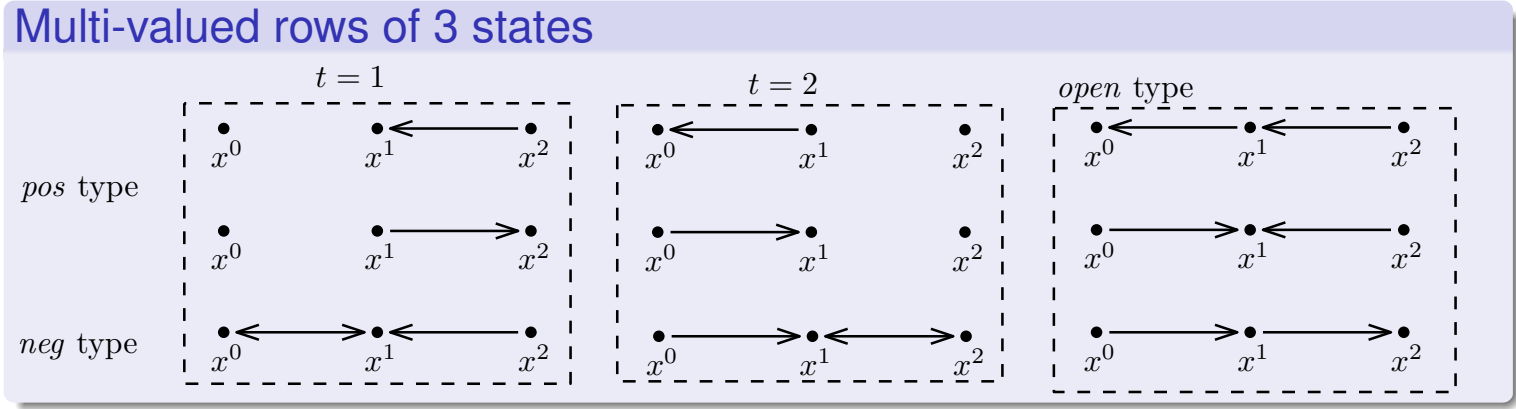 Multi-valued rows of 3 states
t = 1 t = 2 open type
x^0 x^1 x^2 x^0 x^1 x^2 x^0 x^1 x^2
pos type
x^0 x^1 x^2 x^0 x^1 x^2 x^0 x^1 x^2
neg type
x^0 x^1 x^2 x^0 x^1 x^2 x^0 x^1 x^2